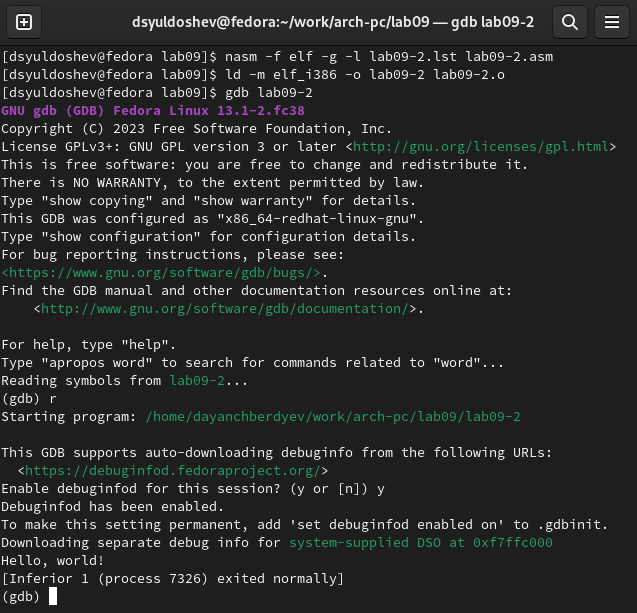 dsyuldoshev@fedora:~/work/arch-pc/lab09 — gdb lab09-2
[dsyuldoshev@fedora lab09]$ nasm -f elf -g -l lab09-2.lst lab09-2.asm
[dsyuldoshev@fedora lab09]$ ld -m elf_i386 -o lab09-2 lab09-2.o
[dsyuldoshev@fedora lab09]$ gdb lab09-2
GNU gdb (GDB) Fedora Linux 13.1-2.fc38
Copyright (C) 2023 Free Software Foundation, Inc.
License GPLv3+: GNU GPL version 3 or later <http://gnu.org/licenses/gpl.html>
This is free software: you are free to change and redistribute it.
There is NO WARRANTY, to the extent permitted by law.
Type "show copying" and "show warranty" for details.
This GDB was configured as "x86_64-redhat-linux-gnu".
Type "show configuration" for configuration details.
For bug reporting instructions, please see:
<https://www.gnu.org/software/gdb/bugs/>.
Find the GDB manual and other documentation resources online at:
    <http://www.gnu.org/software/gdb/documentation/>.

For help, type "help".
Type "apropos word" to search for commands related to "word"...
Reading symbols from lab09-2...
(gdb) r
Starting program: /home/dayanchberdyev/work/arch-pc/lab09/lab09-2

This GDB supports auto-downloading debuginfo from the following URLs:
  <https://debuginfod.fedoraproject.org/>
Enable debuginfod for this session? (y or [n]) y
Debuginfod has been enabled.
To make this setting permanent, add 'set debuginfod enabled on' to .gdbinit.
Downloading separate debug info for system-supplied DSO at 0xf7ffc000
Hello, world!
[Inferior 1 (process 7326) exited normally]
(gdb)